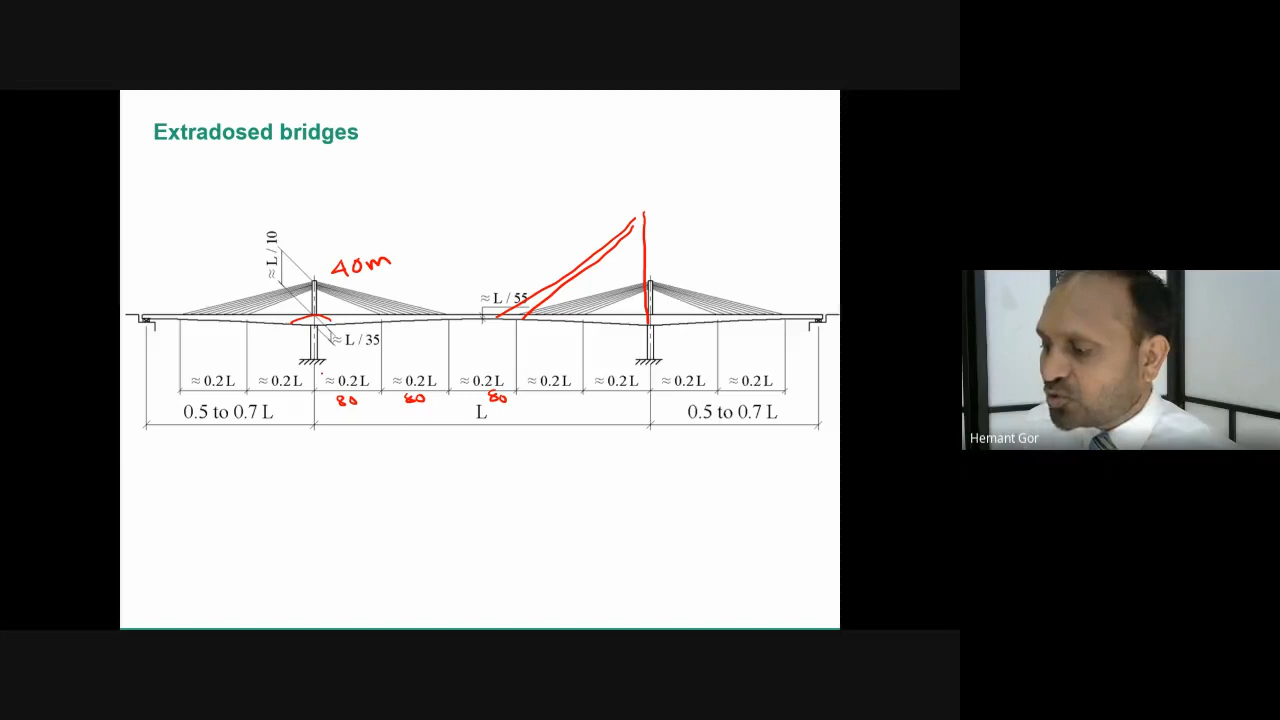 Extradosed bridges
≈ L / 10
40m
≈ L / 55
≈ L / 35
≈ 0.2 L ≈ 0.2 L ≈ 0.2 L ≈ 0.2 L ≈ 0.2 L ≈ 0.2 L ≈ 0.2 L ≈ 0.2 L ≈ 0.2 L
80 80 80
0.5 to 0.7 L L 0.5 to 0.7 L
Hemant Gor